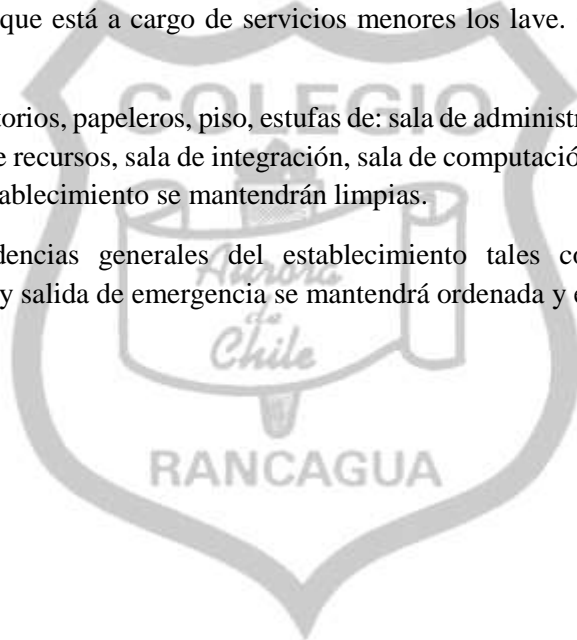 que está a cargo de servicios menores los lave.
COLEGIO
torios, papeleros, piso, estufas de: sala de administr
e recursos, sala de integración, sala de computació
tablecimiento se mantendrán limpias.
dencias generales del establecimiento tales co
Aurora
y salida de emergencia se mantendrá ordenada y e
de
Chile
RANCAGUA